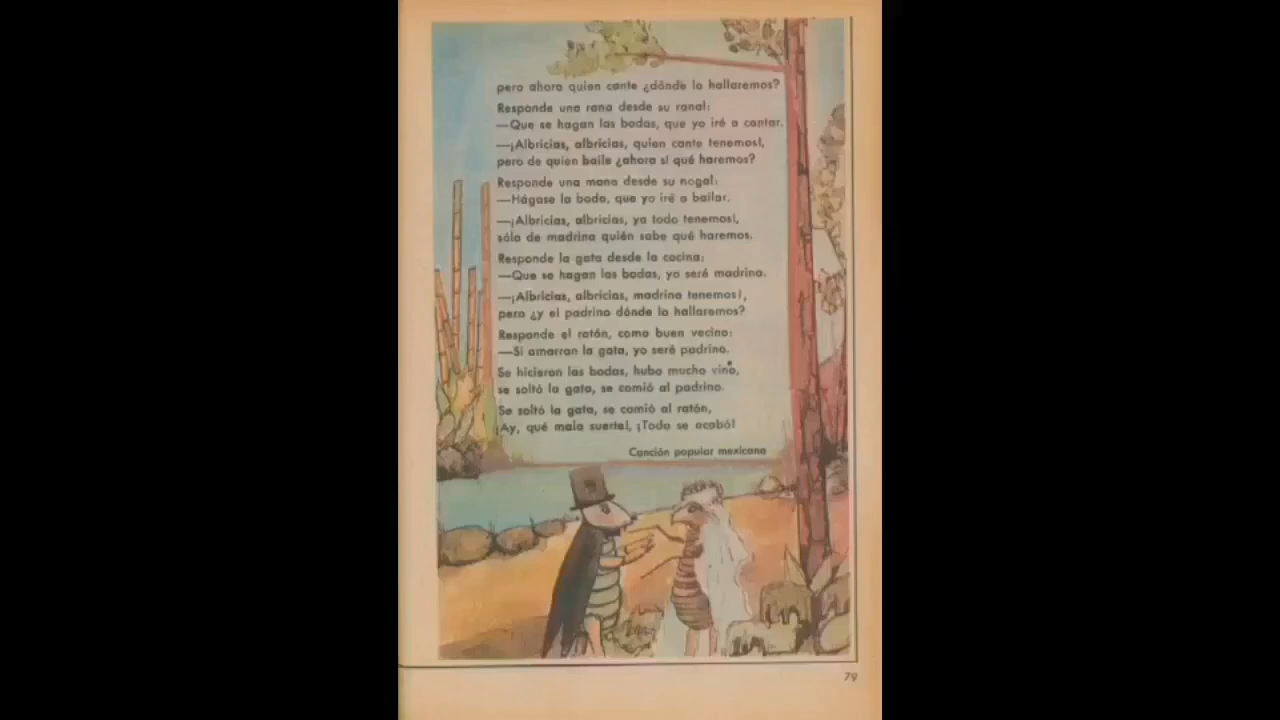 pero ahora quien cante ¿dónde lo hallaremos?
Responde una rana desde su ranal:
—Que se hagan las bodas, que yo iré a cantar.
—¡Albricias, albricias, quien cante tenemos!,
pero de quien baile ¿ahora sí qué haremos?
Responde una mona desde su nogal:
—Hágase la boda, que yo iré a bailar.
—¡Albricias, albricias, ya todo tenemos!,
sólo de madrina quién sabe qué haremos.
Responde la gata desde la cocina:
—Que se hagan las bodas, yo seré madrina.
—¡Albricias, albricias, madrina tenemos!,
pero ¿y el padrino dónde lo hallaremos?
Responde el ratón, como buen vecino:
—Si amarran la gata, yo seré padrino.
Se hicieron las bodas, hubo mucho vino,
se soltó la gata, se comió al padrino.
Se soltó la gata, se comió al ratón,
¡Ay, qué mala suerte!, ¡Todo se acabó!
Canción popular mexicana
79